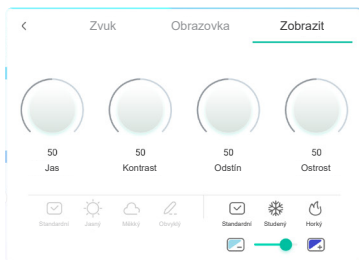 Zvuk Obrazovka Zobrazit
50 50 50 50
Jas Kontrast Odstín Ostrost
Standardní Jasný Měkký Obvyklý Standardní Studený Horký